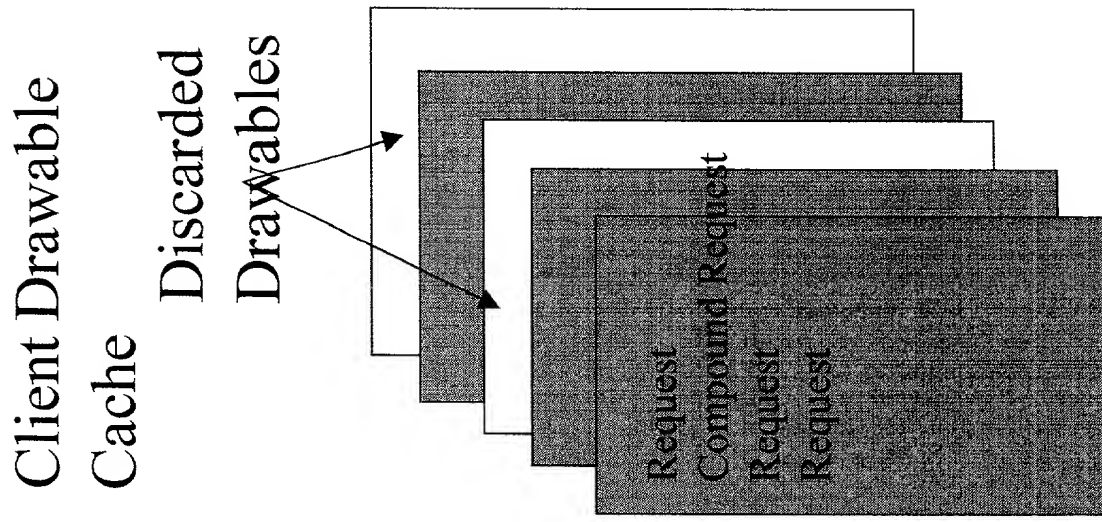 Client Drawable
Cache
Discarded
Drawables
Request
Compound Request
Request
Request